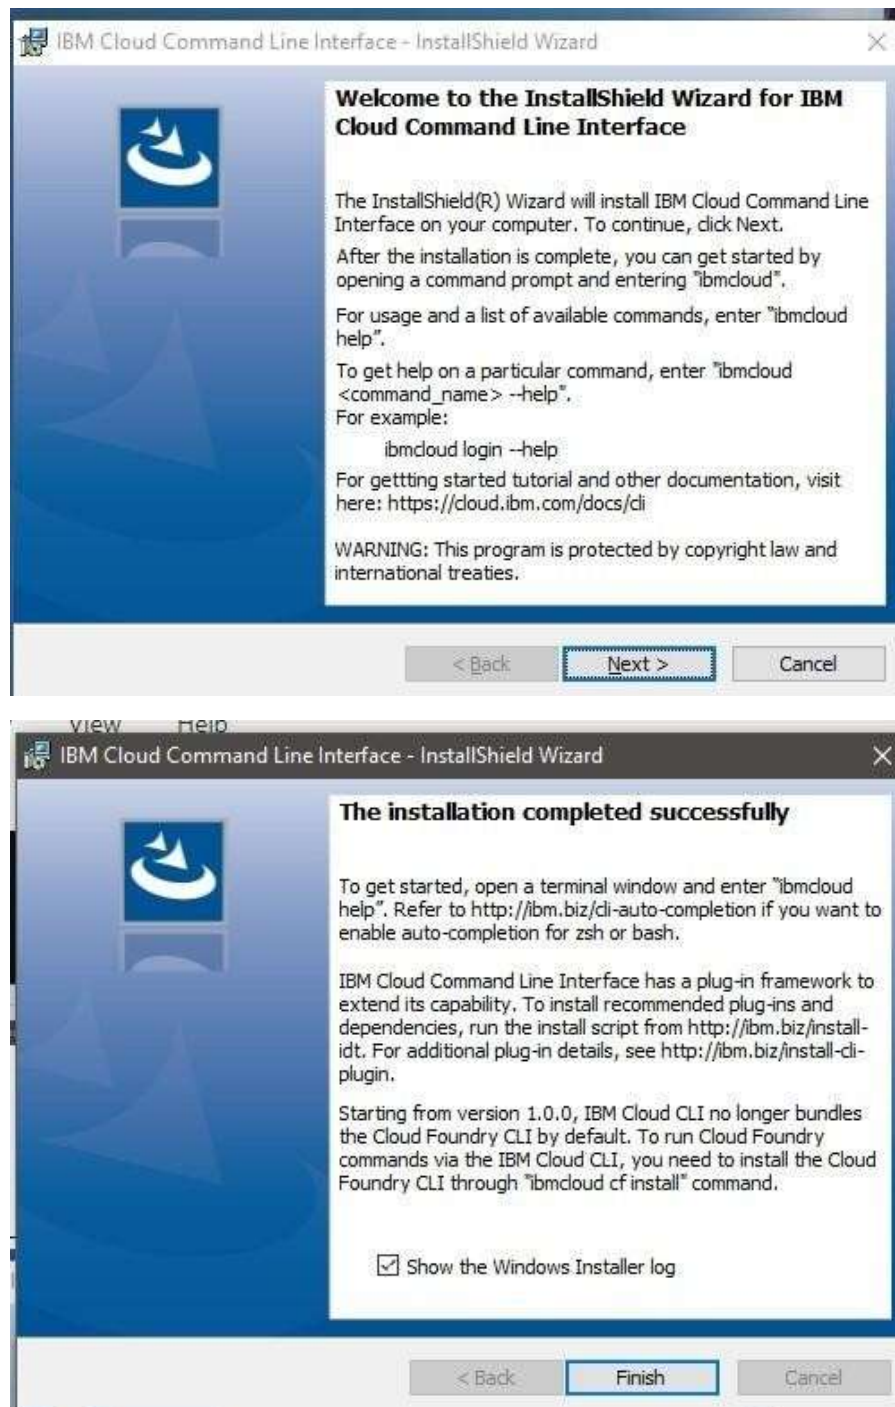 IBM Cloud Command Line Interface - InstallShield Wizard
Welcome to the InstallShield Wizard for IBM
Cloud Command Line Interface
The InstallShield(R) Wizard will install IBM Cloud Command Line
Interface on your computer. To continue, click Next.
After the installation is complete, you can get started by
opening a command prompt and entering "ibmcloud".
For usage and a list of available commands, enter "ibmcloud
help".
To get help on a particular command, enter "ibmcloud
<command_name> --help".
For example:
ibmcloud login --help
For gettting started tutorial and other documentation, visit
here: https://cloud.ibm.com/docs/cli
WARNING: This program is protected by copyright law and
international treaties.
< Back Next > Cancel
View Help
IBM Cloud Command Line Interface - InstallShield Wizard
The installation completed successfully
To get started, open a terminal window and enter "ibmcloud
help". Refer to http://ibm.biz/cli-auto-completion if you want to
enable auto-completion for zsh or bash.
IBM Cloud Command Line Interface has a plug-in framework to
extend its capability. To install recommended plug-ins and
dependencies, run the install script from http://ibm.biz/install-
idt. For additional plug-in details, see http://ibm.biz/install-cli-
plugin.
Starting from version 1.0.0, IBM Cloud CLI no longer bundles
the Cloud Foundry CLI by default. To run Cloud Foundry
commands via the IBM Cloud CLI, you need to install the Cloud
Foundry CLI through "ibmcloud cf install" command.
Show the Windows Installer log
< Back Finish Cancel